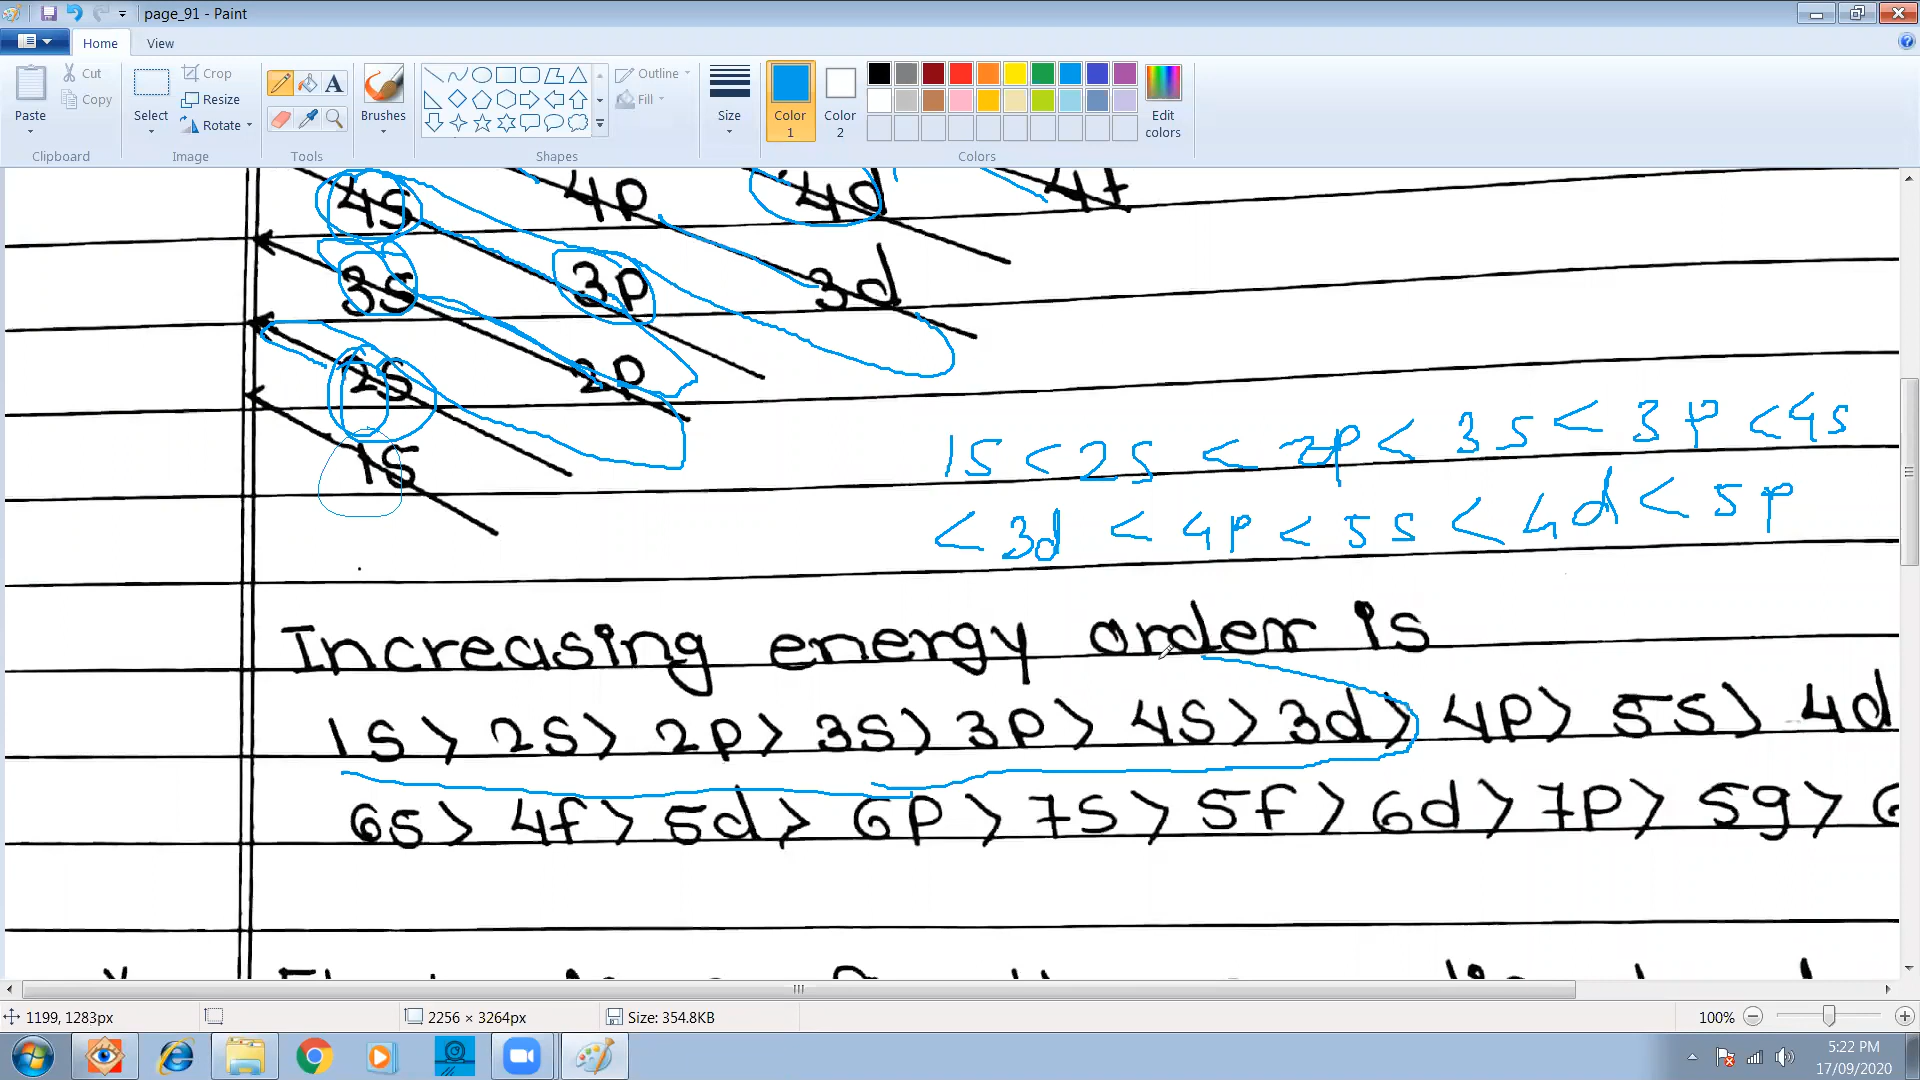 page_91 - Paint
Home View
Paste Cut Copy
Clipboard
Select Crop Resize Rotate
Image
A
Tools
Brushes
Shapes
Outline Fill
Size
Color 1 Color 2
Edit colors
Colors
4s 4p 4d 4f
3s 3p 3d
2s 2p
1s
1s < 2s < 2p < 3s < 3p < 4s
< 3d < 4p < 5s < 4d < 5p
Increasing energy order is
1s > 2s > 2p > 3s > 3p > 4s > 3d > 4p > 5s > 4d
6s > 4f > 5d > 6p > 7s > 5f > 6d > 7p > 5g > 6
1199, 1283px 2256 × 3264px Size: 354.8KB 100%
5:22 PM
17/09/2020